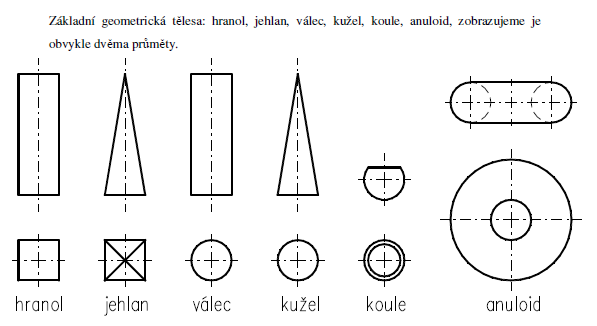 Základní geometrická tělesa: hranol, jehlan, válec, kužel, koule, anuloid, zobrazujeme je
obvykle dvěma průměty.
hranol jehlan válec kužel koule anuloid